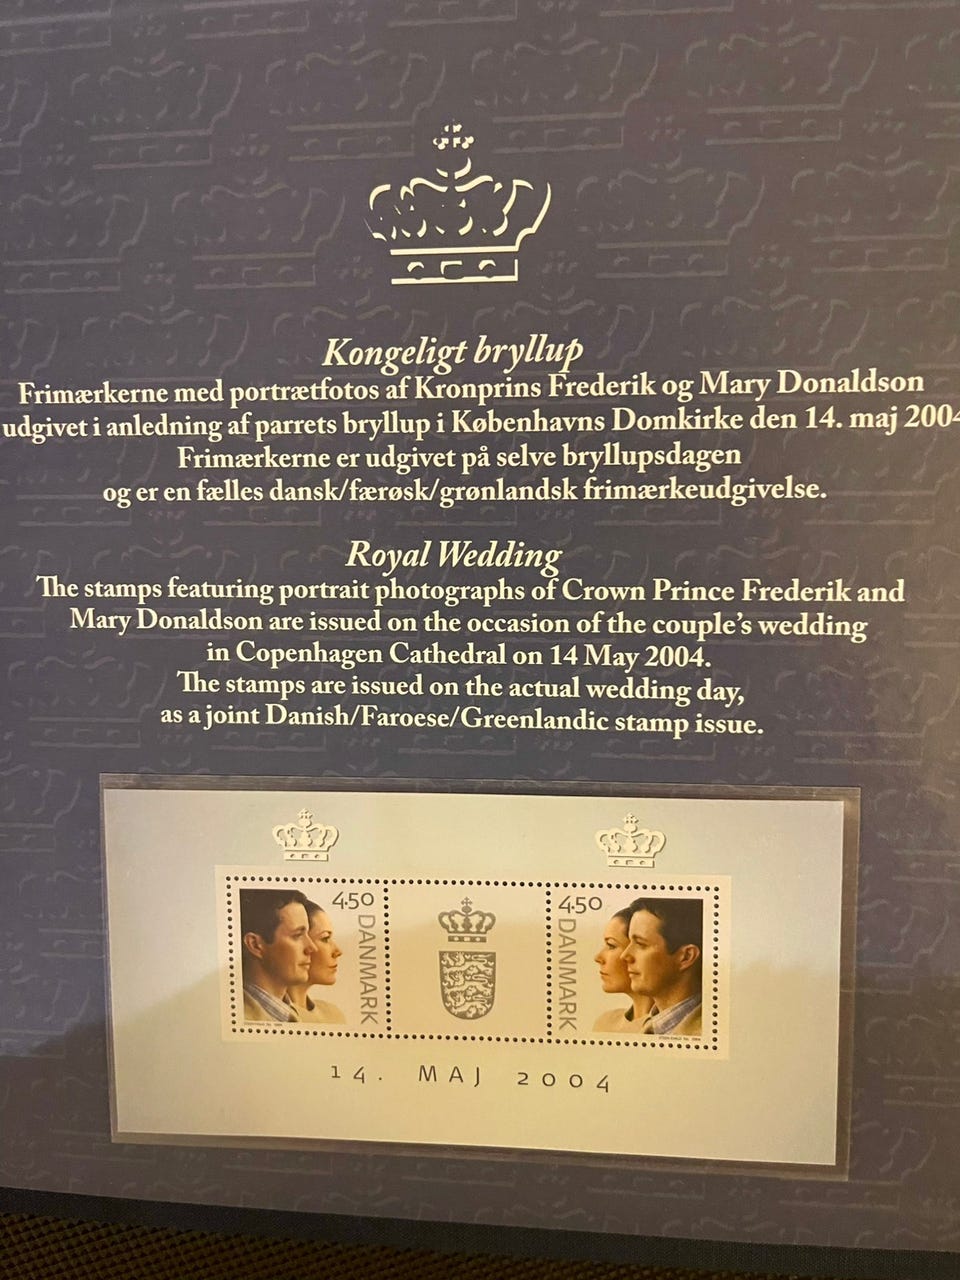 Kongeligt bryllup
Frimærkerne med portrætfotos af Kronprins Frederik og Mary Donaldson
udgivet i anledning af parrets bryllup i Københavns Domkirke den 14. maj 2004
Frimærkerne er udgivet på selve bryllupsdagen
og er en fælles dansk/færøsk/grønlandsk frimærkeudgivelse.
Royal Wedding
The stamps featuring portrait photographs of Crown Prince Frederik and
Mary Donaldson are issued on the occasion of the couple's wedding
in Copenhagen Cathedral on 14 May 2004.
The stamps are issued on the actual wedding day,
as a joint Danish/Faroese/Greenlandic stamp issue.
4.50
DANMARK
4.50
DANMARK
14. MAJ 2004